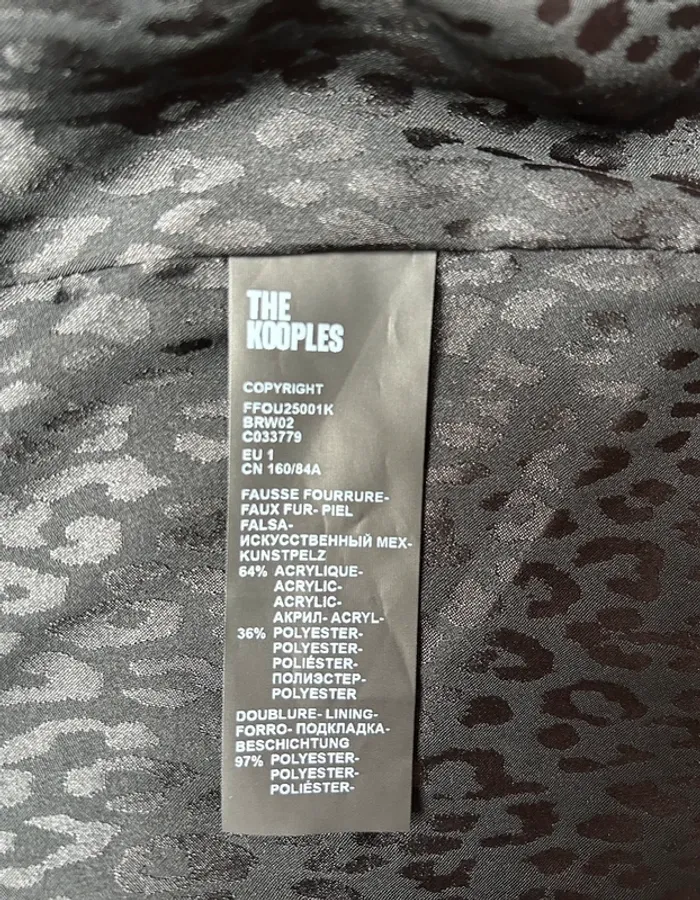 THE
KOOPLES
COPYRIGHT
FFOU25001K
BRW02
C033779
EU 1
CN 160/84A
FAUSSE FOURRURE-
FAUX FUR- PIEL
FALSA-
ИСКУССТВЕННЫЙ МЕХ-
KUNSTPELZ
64% ACRYLIQUE-
ACRYLIC-
ACRYLIC-
АКРИЛ- ACRYL-
36% POLYESTER-
POLYESTER-
POLIÉSTER-
ПОЛИЭСТЕР-
POLYESTER
DOUBLURE- LINING-
FORRO- ПОДКЛАДКА-
BESCHICHTUNG
97% POLYESTER-
POLYESTER-
POLIÉSTER-